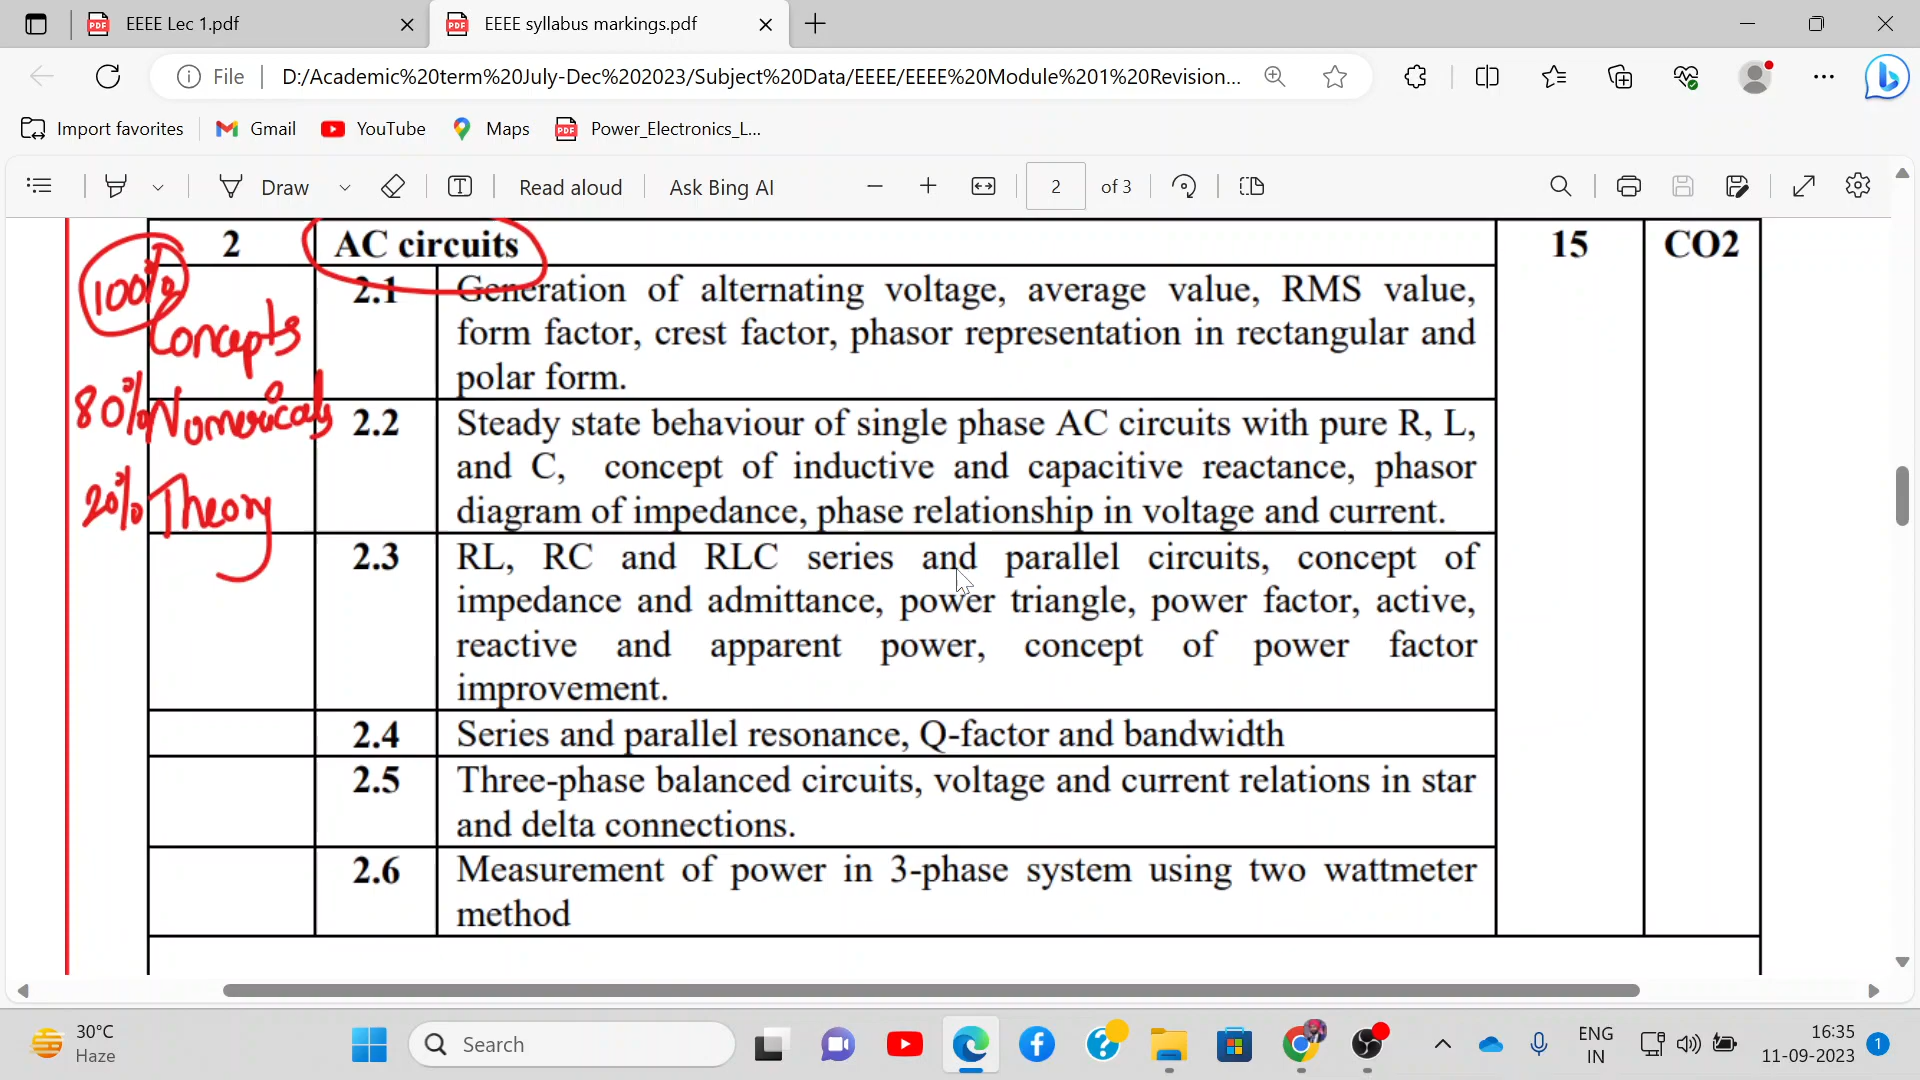 EEEE Lec 1.pdf
EEEE syllabus markings.pdf
File
D:/Academic%20term%20July-Dec%202023/Subject%20Data/EEEE/EEEE%20Module%201%20Revision...
Import favorites
Gmail
YouTube
Maps
PDF
Power_Electronics_L...
Draw
Read aloud
Ask Bing AI
2
of 3
2
AC circuits
15
CO2
100%
Concepts
80% Numericals
20% Theory
2.1
Generation of alternating voltage, average value, RMS value,
form factor, crest factor, phasor representation in rectangular and
polar form.
2.2
Steady state behaviour of single phase AC circuits with pure R, L,
and C, concept of inductive and capacitive reactance, phasor
diagram of impedance, phase relationship in voltage and current.
2.3
RL, RC and RLC series and parallel circuits, concept of
impedance and admittance, power triangle, power factor, active,
reactive and apparent power, concept of power factor
improvement.
2.4
Series and parallel resonance, Q-factor and bandwidth
2.5
Three-phase balanced circuits, voltage and current relations in star
and delta connections.
2.6
Measurement of power in 3-phase system using two wattmeter
method
30°C
Haze
Search
ENG
IN
16:35
11-09-2023
1